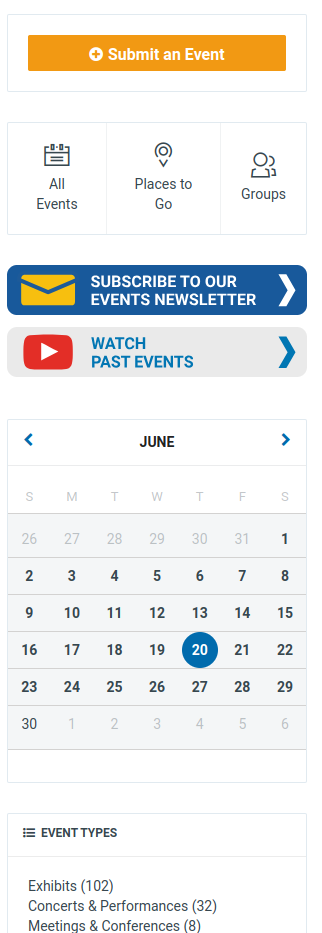 Submit an Event
All
Events
Places to
Go
Groups
SUBSCRIBE TO OUR
EVENTS NEWSLETTER
WATCH
PAST EVENTS
JUNE
S M T W T F S
26 27 28 29 30 31 1
2 3 4 5 6 7 8
9 10 11 12 13 14 15
16 17 18 19 20 21 22
23 24 25 26 27 28 29
30 1 2 3 4 5 6
EVENT TYPES
Exhibits (102)
Concerts & Performances (32)
Meetings & Conferences (8)